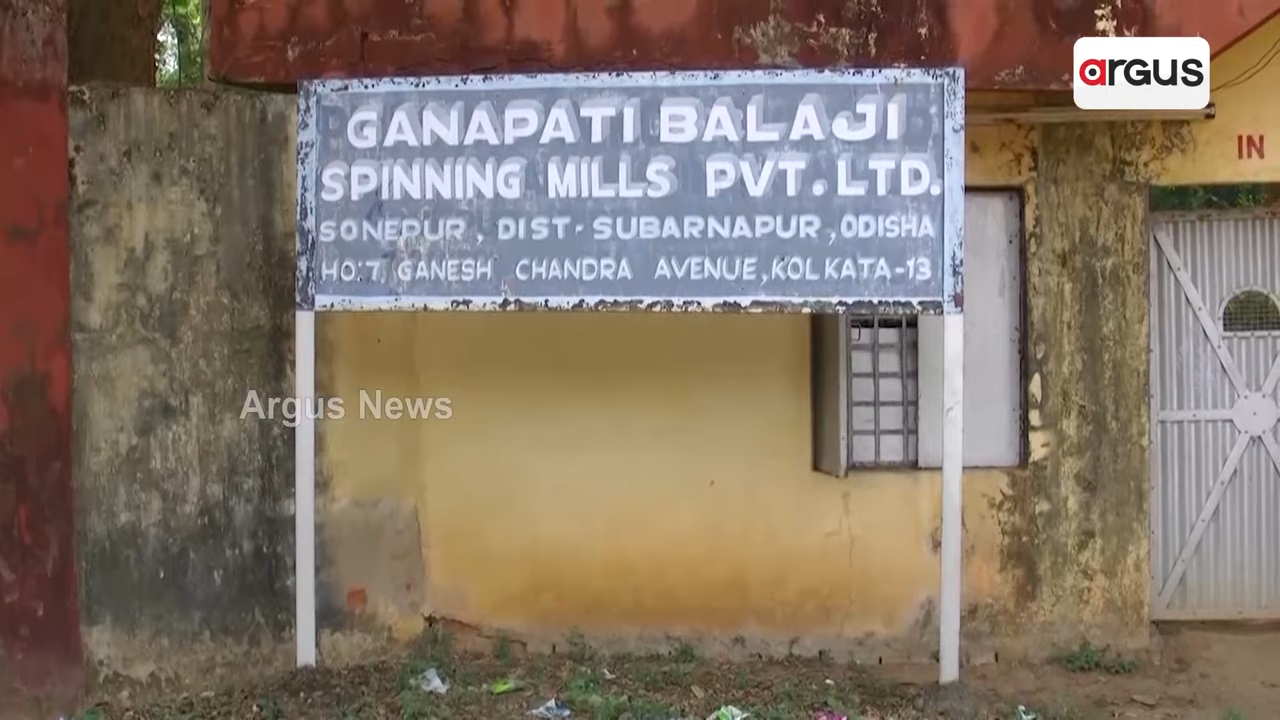 argus
GANAPATI BALAJI
SPINNING MILLS PVT. LTD.
SONEPUR, DIST-SUBARNAPUR, ODISHA
HO:7, GANESH CHANDRA AVENUE, KOLKATA-13
IN
Argus News